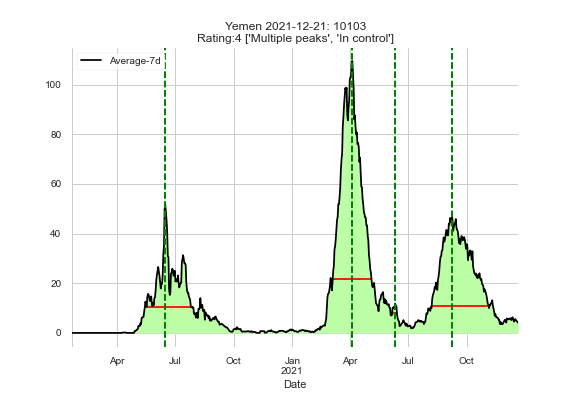 Yemen 2021-12-21: 10103
Rating:4 ['Multiple peaks', 'In control']
Average-7d
100
80
60
40
20
0
Apr Jul Oct Jan Apr Jul Oct
2021
Date